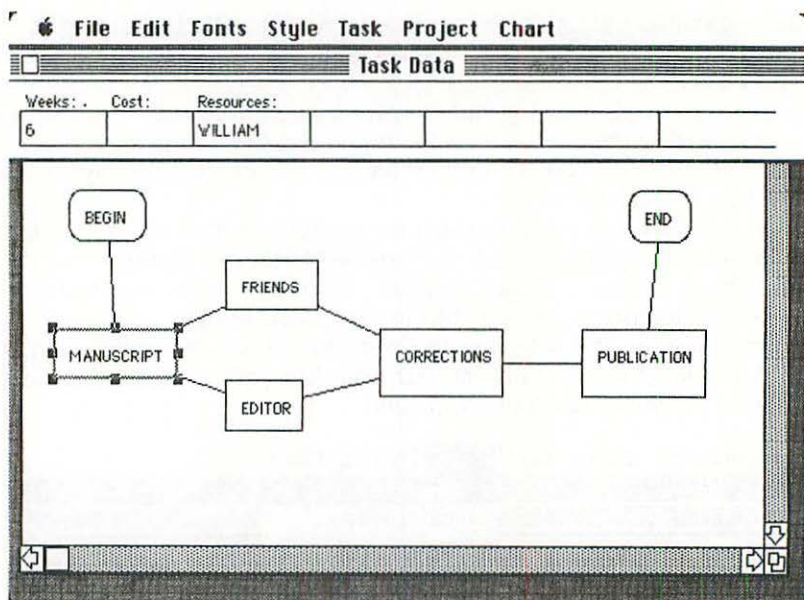 File Edit Fonts Style Task Project Chart
Task Data
Weeks: . Cost: Resources:
6 WILLIAM
BEGIN END
FRIENDS
MANUSCRIPT CORRECTIONS PUBLICATION
EDITOR